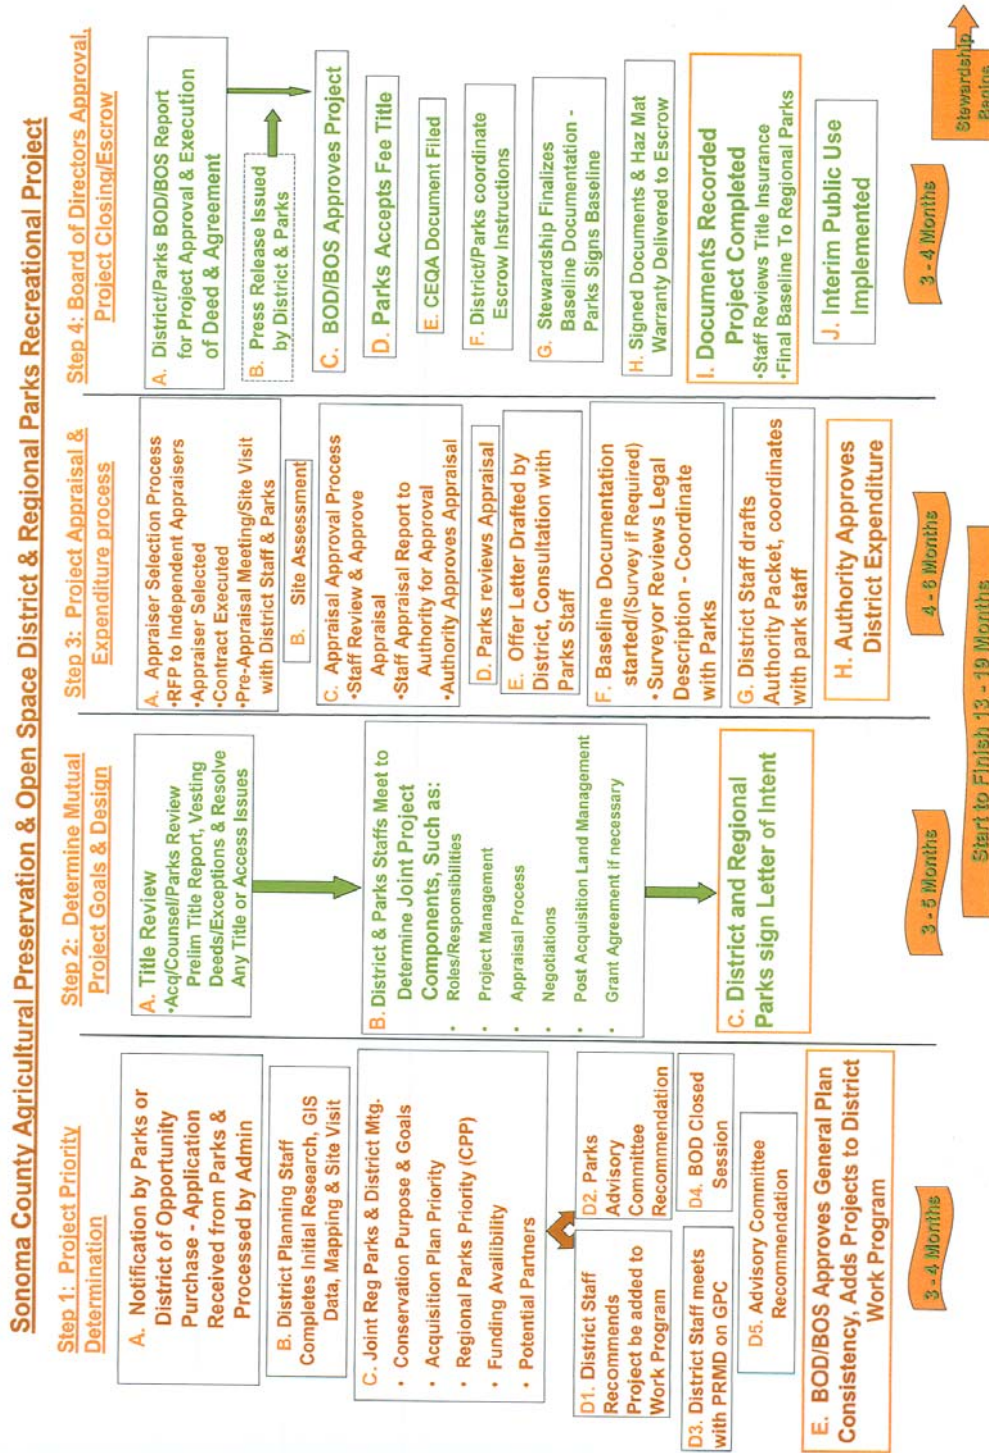 Sonoma County Agricultural Preservation & Open Space District & Regional Parks Recreational Project
Step 1: Project Priority
Determination
A. Notification by Parks or
District of Opportunity
Purchase - Application
Received from Parks &
Processed by Admin
B. District Planning Staff
Completes Initial Research, GIS
Data, Mapping & Site Visit
C. Joint Reg Parks & District Mtg.
• Conservation Purpose & Goals
• Acquisition Plan Priority
• Regional Parks Priority (CPP)
• Funding Availibility
• Potential Partners
D1. District Staff
Recommends
Project be added to
Work Program
D2. Parks
Advisory
Committee
Recommendation
D3. District Staff meets
with PRMD on GPC
D4. BOD Closed
Session
D5. Advisory Committee
Recommendation
E. BOD/BOS Approves General Plan
Consistency, Adds Projects to District
Work Program
3 - 4 Months
Step 2: Determine Mutual
Project Goals & Design
A. Title Review
•Acq/Counsel/Parks Review
Prelim Title Report, Vesting
Deeds/Exceptions & Resolve
Any Title or Access Issues
B. District & Parks Staffs Meet to
Determine Joint Project
Components, Such as:
• Roles/Responsibilities
• Project Management
• Appraisal Process
• Negotiations
• Post Acquisition Land Management
• Grant Agreement if necessary
C. District and Regional
Parks sign Letter of Intent
3 - 5 Months
Step 3: Project Appraisal &
Expenditure process
A. Appraiser Selection Process
•RFP to Independent Appraisers
•Appraiser Selected
•Contract Executed
•Pre-Appraisal Meeting/Site Visit
with District Staff & Parks
B. Site Assessment
C. Appraisal Approval Process
•Staff Review & Approve
Appraisal
•Staff Appraisal Report to
Authority for Approval
•Authority Approves Appraisal
D. Parks reviews Appraisal
E. Offer Letter Drafted by
District, Consultation with
Parks Staff
F. Baseline Documentation
started/(Survey if Required)
• Surveyor Reviews Legal
Description - Coordinate
with Parks
G. District Staff drafts
Authority Packet, coordinates
with park staff
H. Authority Approves
District Expenditure
4 - 6 Months
Step 4: Board of Directors Approval,
Project Closing/Escrow
A. District/Parks BOD/BOS Report
for Project Approval & Execution
of Deed & Agreement
B. Press Release Issued
by District & Parks
C. BOD/BOS Approves Project
D. Parks Accepts Fee Title
E. CEQA Document Filed
F. District/Parks coordinate
Escrow Instructions
G. Stewardship Finalizes
Baseline Documentation -
Parks Signs Baseline
H. Signed Documents & Haz Mat
Warranty Delivered to Escrow
I. Documents Recorded
Project Completed
•Staff Reviews Title Insurance
•Final Baseline To Regional Parks
J. Interim Public Use
Implemented
3 - 4 Months
Stewardship
Begins
Start to Finish 13 - 19 Months